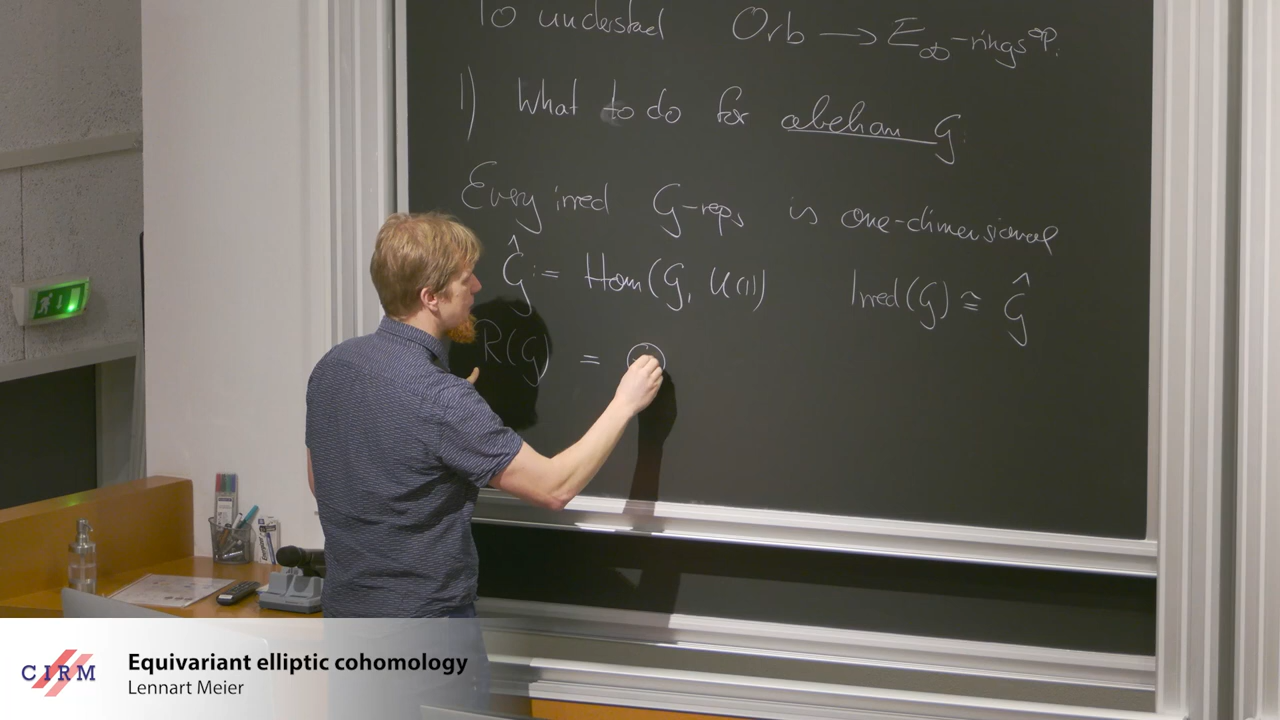 To understand Orb → E∞-rings^op.
1) What to do for abelian G.
Every irred G-reps is one-dimensional
Ĝ := Hom(G, U(1)) Irred(G) ≅ Ĝ
R(G) =
CIRM
Equivariant elliptic cohomology
Lennart Meier